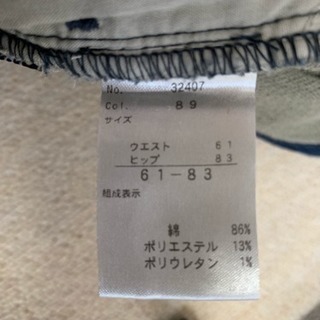 No. 32407
Col. 89
サイズ
ウエスト 61
ヒップ 83
61-83
組成表示
綿 86%
ポリエステル 13%
ポリウレタン 1%